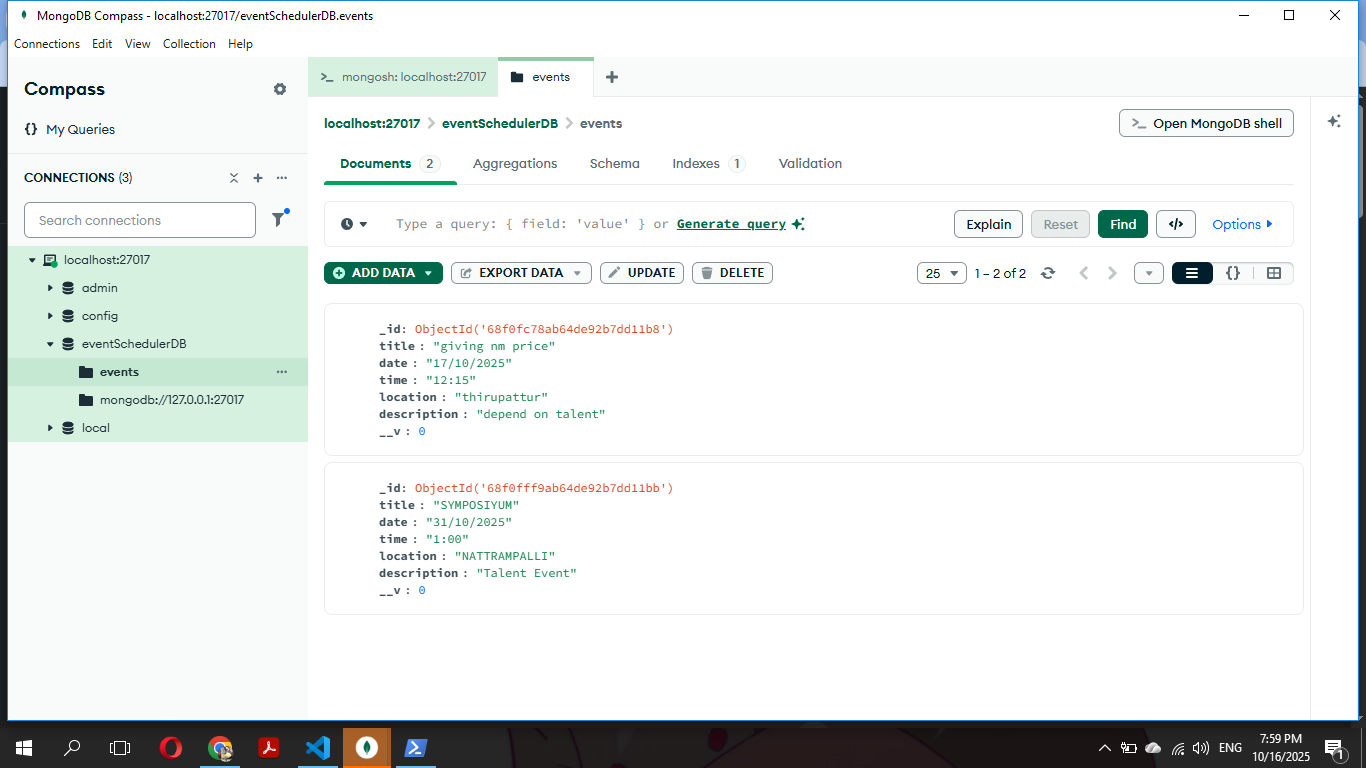 MongoDB Compass - localhost:27017/eventSchedulerDB.events
Connections Edit View Collection Help
Compass
{} My Queries
CONNECTIONS (3)
Search connections
localhost:27017
admin
config
eventSchedulerDB
events
mongodb://127.0.0.1:27017
local
>_ mongosh: localhost:27017 events
localhost:27017 > eventSchedulerDB > events
>_ Open MongoDB shell
Documents 2 Aggregations Schema Indexes 1 Validation
Type a query: { field: 'value' } or Generate query
Explain Reset Find </> Options
ADD DATA EXPORT DATA UPDATE DELETE
25 1 – 2 of 2 {}
_id: ObjectId('68f0fc78ab64de92b7dd11b8')
title : "giving nm price"
date : "17/10/2025"
time : "12:15"
location : "thirupattur"
description : "depend on talent"
__v : 0
_id: ObjectId('68f0fff9ab64de92b7dd11bb')
title : "SYMPOSIYUM"
date : "31/10/2025"
time : "1:00"
location : "NATTRAMPALLI"
description : "Talent Event"
__v : 0
ENG
7:59 PM
10/16/2025
1